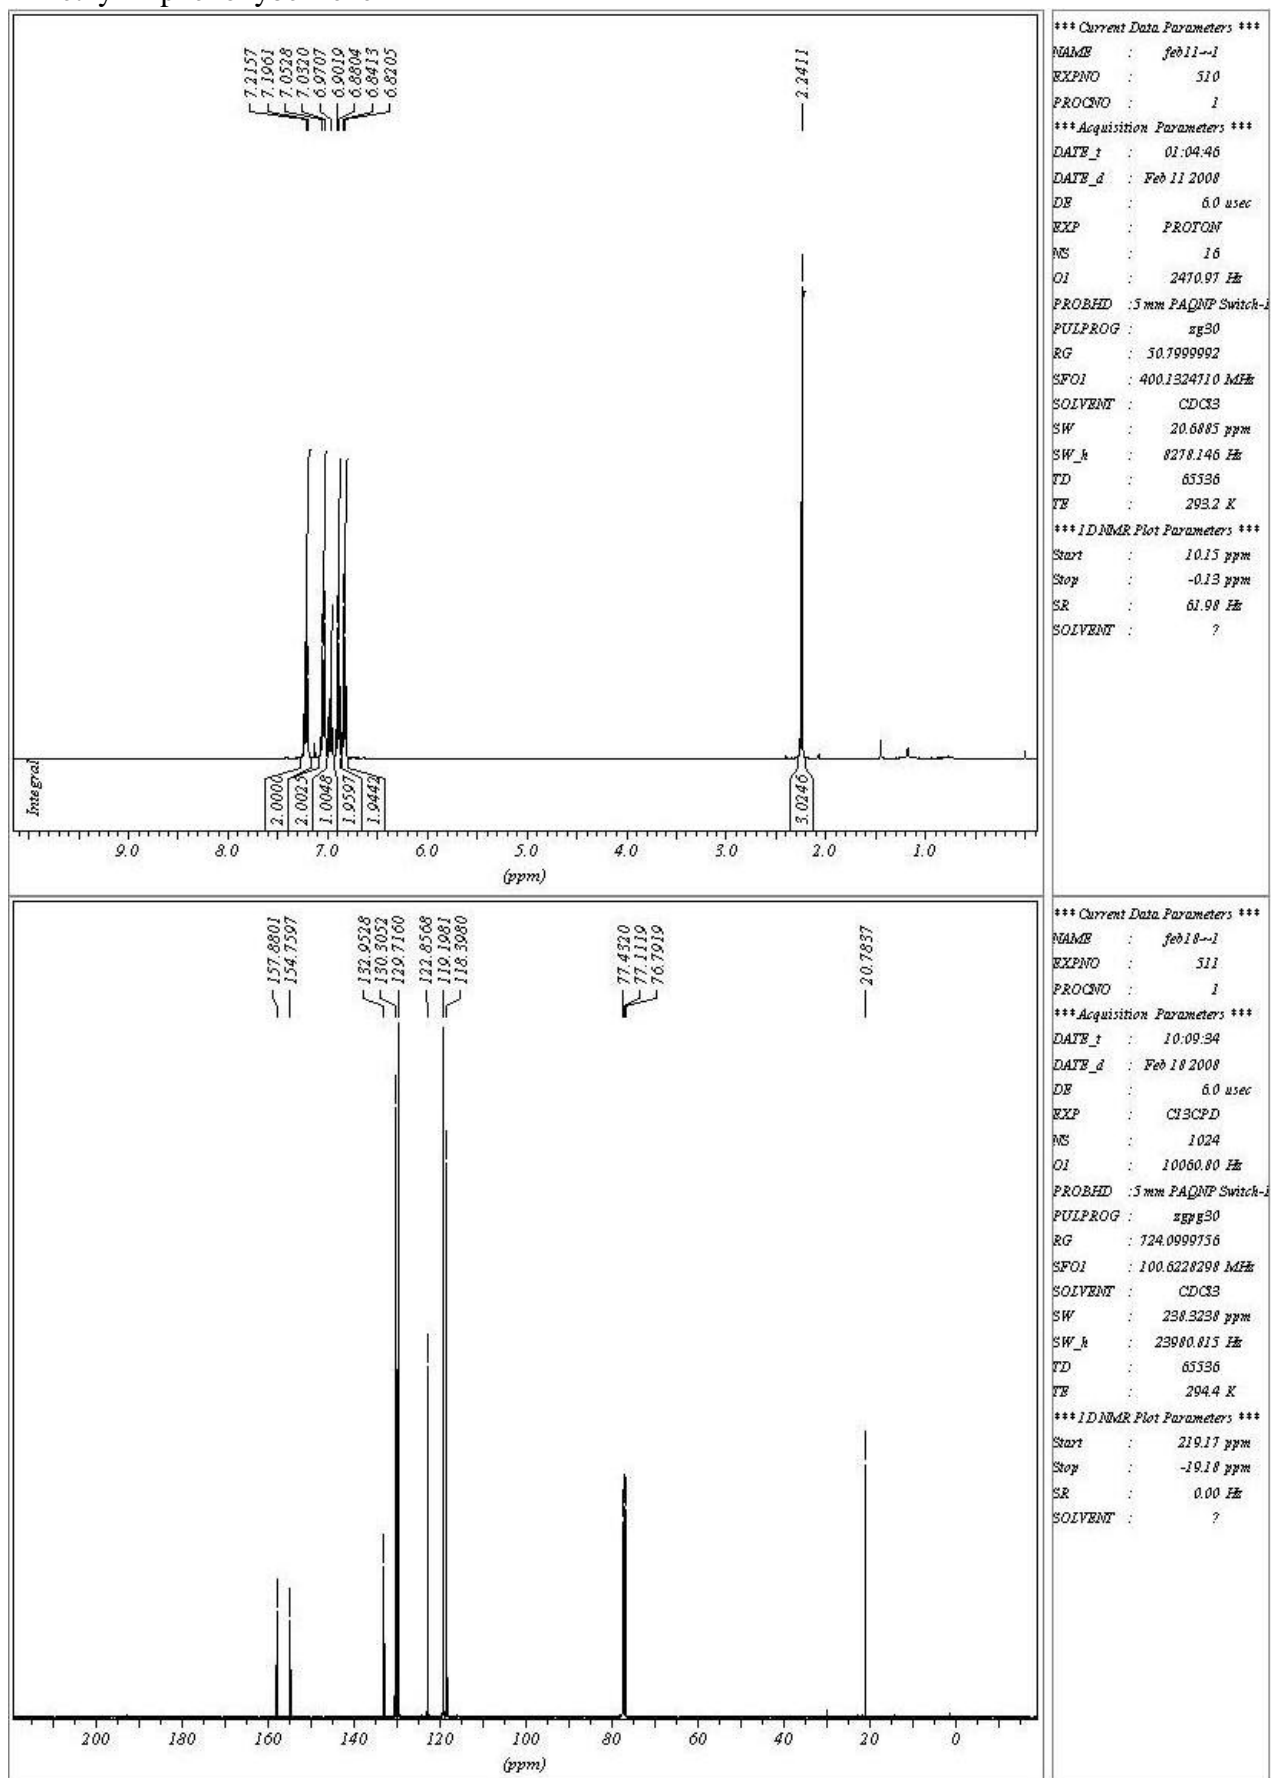 7.2157
7.1961
7.0528
7.0320
6.9707
6.9019
6.8804
6.8413
6.8205
2.2411
Integral
2.0000
2.0025
1.0048
1.9597
1.9442
3.0246
9.0 8.0 7.0 6.0 5.0 4.0 3.0 2.0 1.0
(ppm)
*** Current Data Parameters ***
NAME : feb11~1
EXPNO : 510
PROCNO : 1
*** Acquisition Parameters ***
DATE_t : 01:04:46
DATE_d : Feb 11 2008
DE : 6.0 usec
EXP : PROTON
NS : 16
O1 : 2470.97 Hz
PROBHD : 5 mm PAQNP Switch-1
PULPROG : zg30
RG : 50.7999992
SFO1 : 400.1324710 MHz
SOLVENT : CDCl3
SW : 20.6885 ppm
SW_h : 8278.146 Hz
TD : 65536
TE : 293.2 K
*** 1D NMR Plot Parameters ***
Start : 10.15 ppm
Stop : -0.13 ppm
SR : 61.98 Hz
SOLVENT : ?
157.8801
154.7597
132.9528
130.3052
129.7160
122.8568
119.1981
118.3980
77.4320
77.1119
76.7919
20.7837
200 180 160 140 120 100 80 60 40 20 0
(ppm)
*** Current Data Parameters ***
NAME : feb18~1
EXPNO : 511
PROCNO : 1
*** Acquisition Parameters ***
DATE_t : 10:09:34
DATE_d : Feb 18 2008
DE : 6.0 usec
EXP : C13CPD
NS : 1024
O1 : 10060.80 Hz
PROBHD : 5 mm PAQNP Switch-1
PULPROG : zgpg30
RG : 724.0999756
SFO1 : 100.6228298 MHz
SOLVENT : CDCl3
SW : 238.3238 ppm
SW_h : 23980.815 Hz
TD : 65536
TE : 294.4 K
*** 1D NMR Plot Parameters ***
Start : 219.17 ppm
Stop : -19.18 ppm
SR : 0.00 Hz
SOLVENT : ?